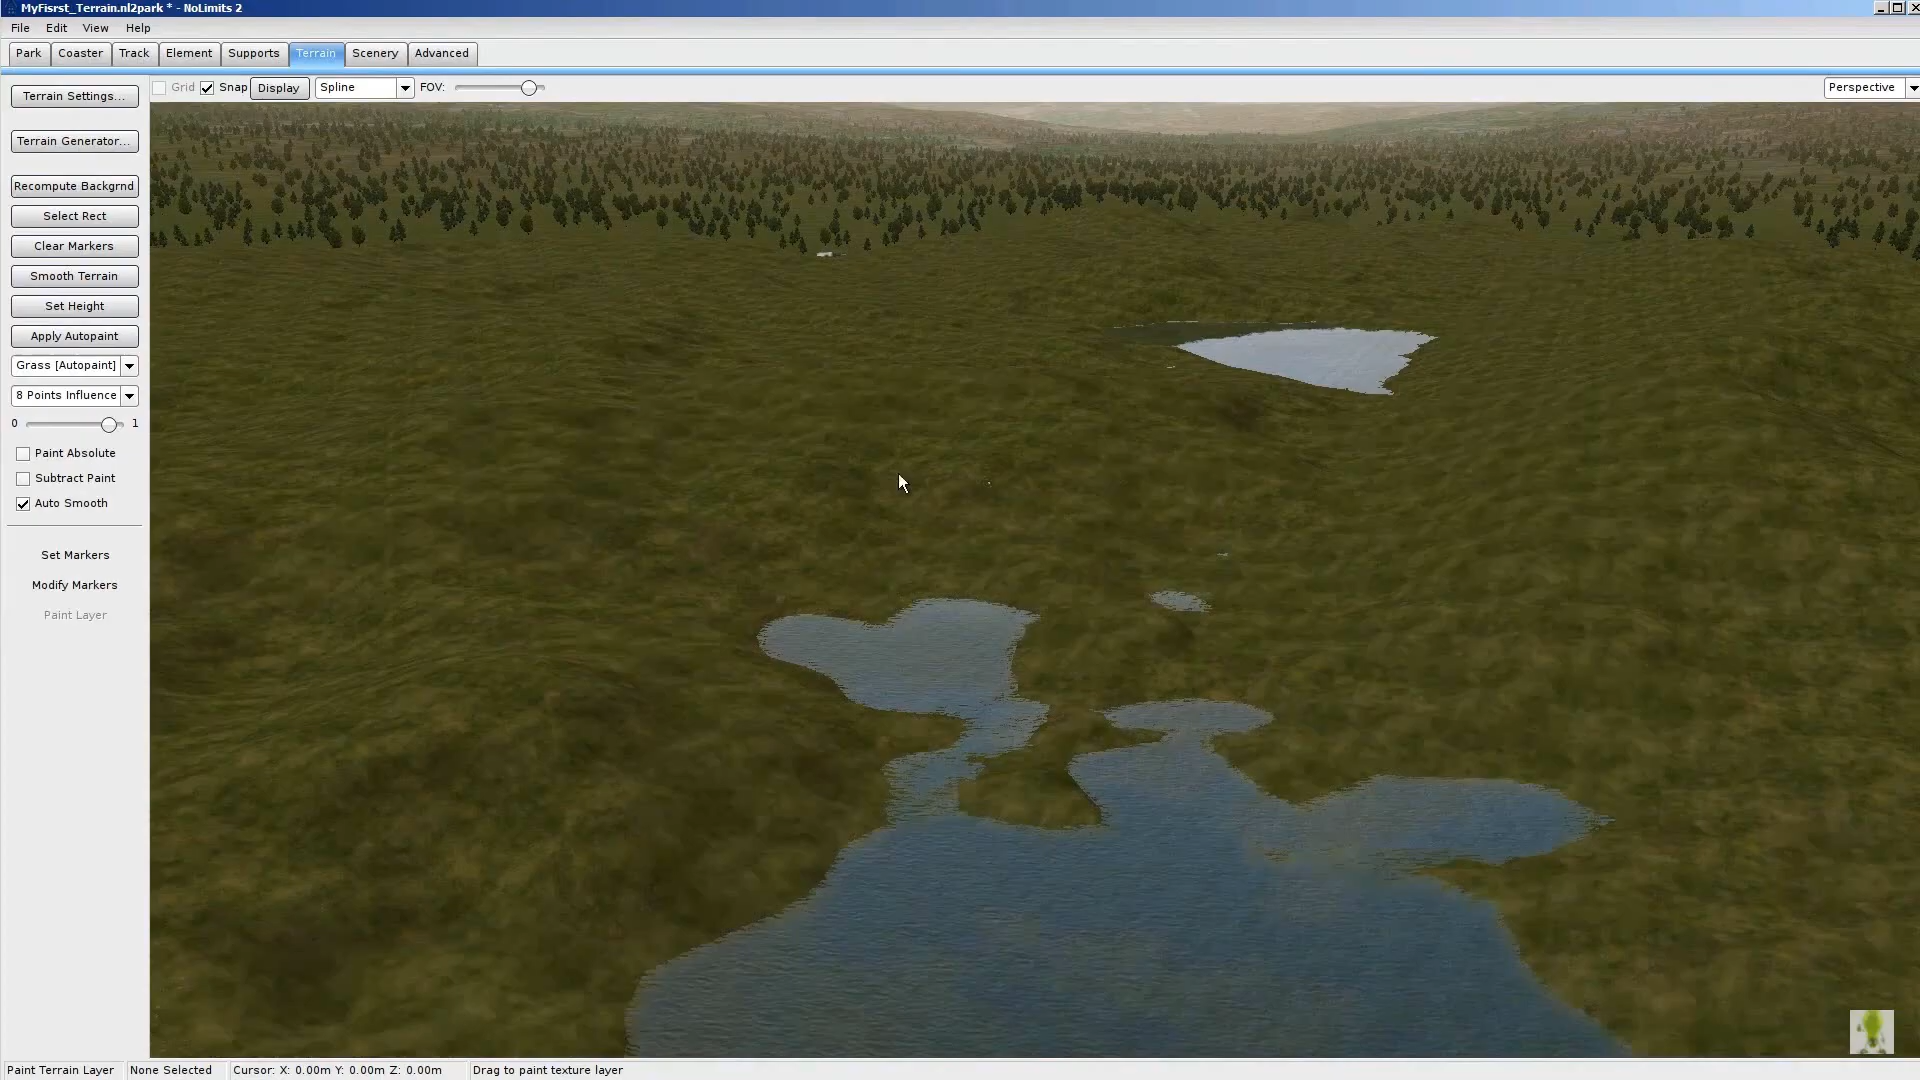 MyFisrst_Terrain.nl2park * - NoLimits 2
File Edit View Help
Park Coaster Track Element Supports Terrain Scenery Advanced
Grid Snap Display Spline FOV: Perspective
Terrain Settings...
Terrain Generator...
Recompute Backgrnd
Select Rect
Clear Markers
Smooth Terrain
Set Height
Apply Autopaint
Grass [Autopaint]
8 Points Influence
0 1
Paint Absolute
Subtract Paint
Auto Smooth
Set Markers
Modify Markers
Paint Layer
Paint Terrain Layer None Selected Cursor: X: 0.00m Y: 0.00m Z: 0.00m Drag to paint texture layer